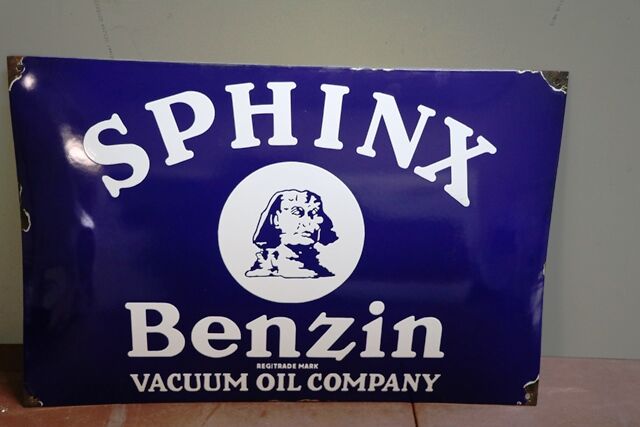 SPHINX
Benzin
REGITRADE MARK
VACUUM OIL COMPANY